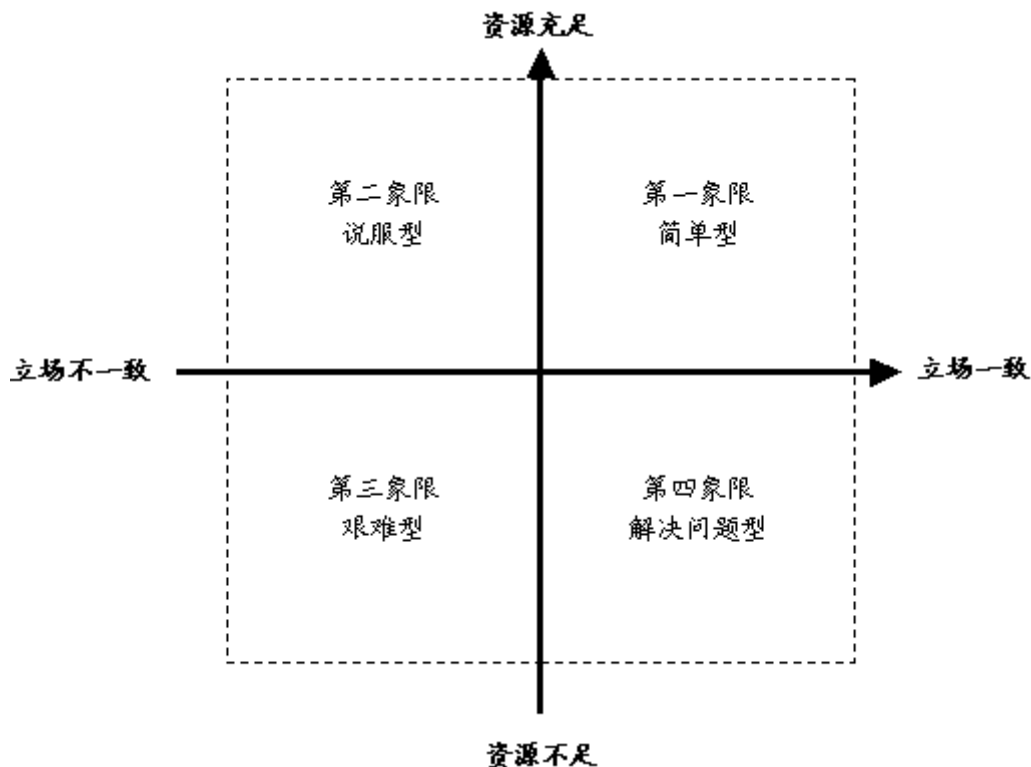 资源充足
第二象限
说服型
第一象限
简单型
立场不一致
立场一致
第三象限
艰难型
第四象限
解决问题型
资源不足